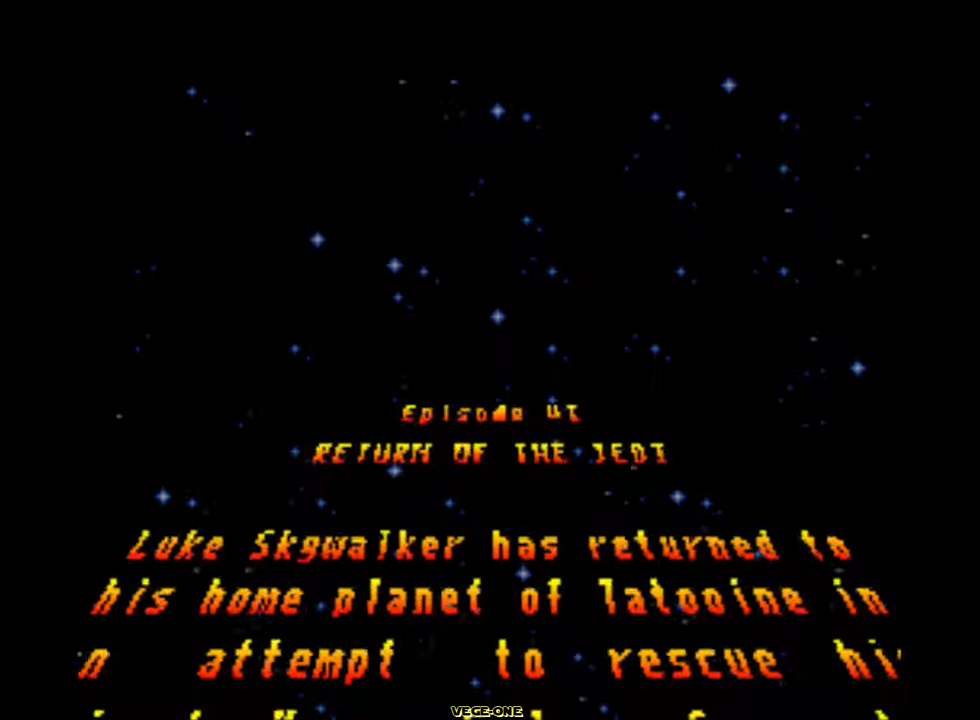 Episode VI
RETURN OF THE JEDI
Luke Skywalker has returned to
his home planet of Tatooine in
n attempt to rescue hi
VEGE-ONE